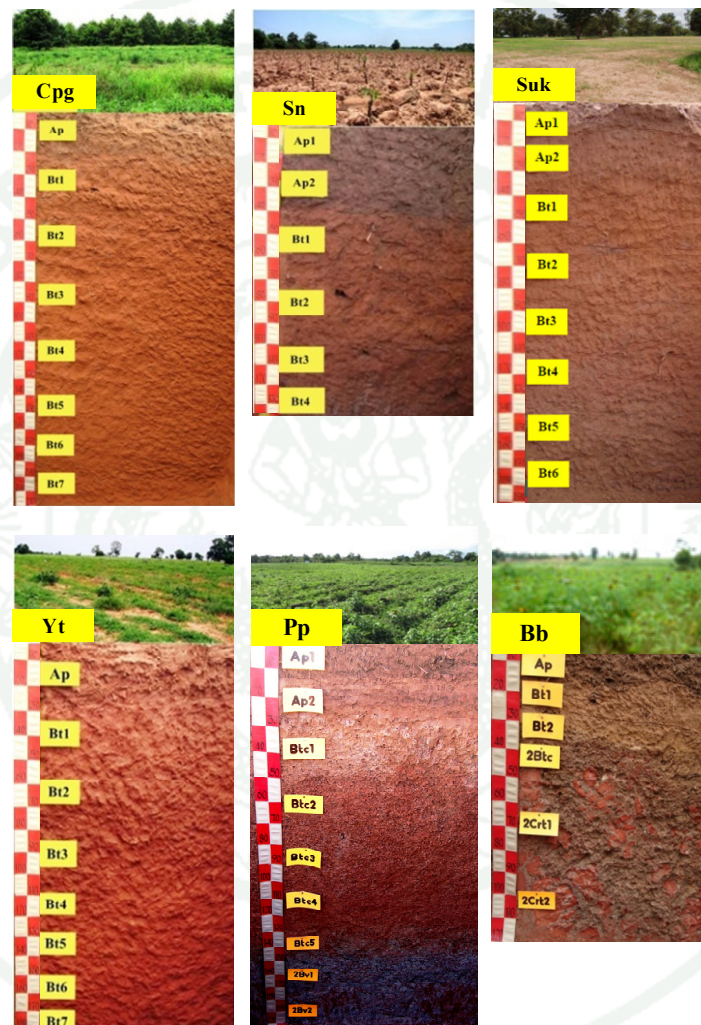 Cpg
Ap
Bt1
Bt2
Bt3
Bt4
Bt5
Bt6
Bt7
Sn
Ap1
Ap2
Bt1
Bt2
Bt3
Bt4
Suk
Ap1
Ap2
Bt1
Bt2
Bt3
Bt4
Bt5
Bt6
Yt
Ap
Bt1
Bt2
Bt3
Bt4
Bt5
Bt6
Bt7
Pp
Ap1
Ap2
Btc1
Btc2
Btc3
Btc4
Btc5
2Bv1
2Bv2
Bb
Ap
Bt1
Bt2
2Btc
2Crt1
2Crt2